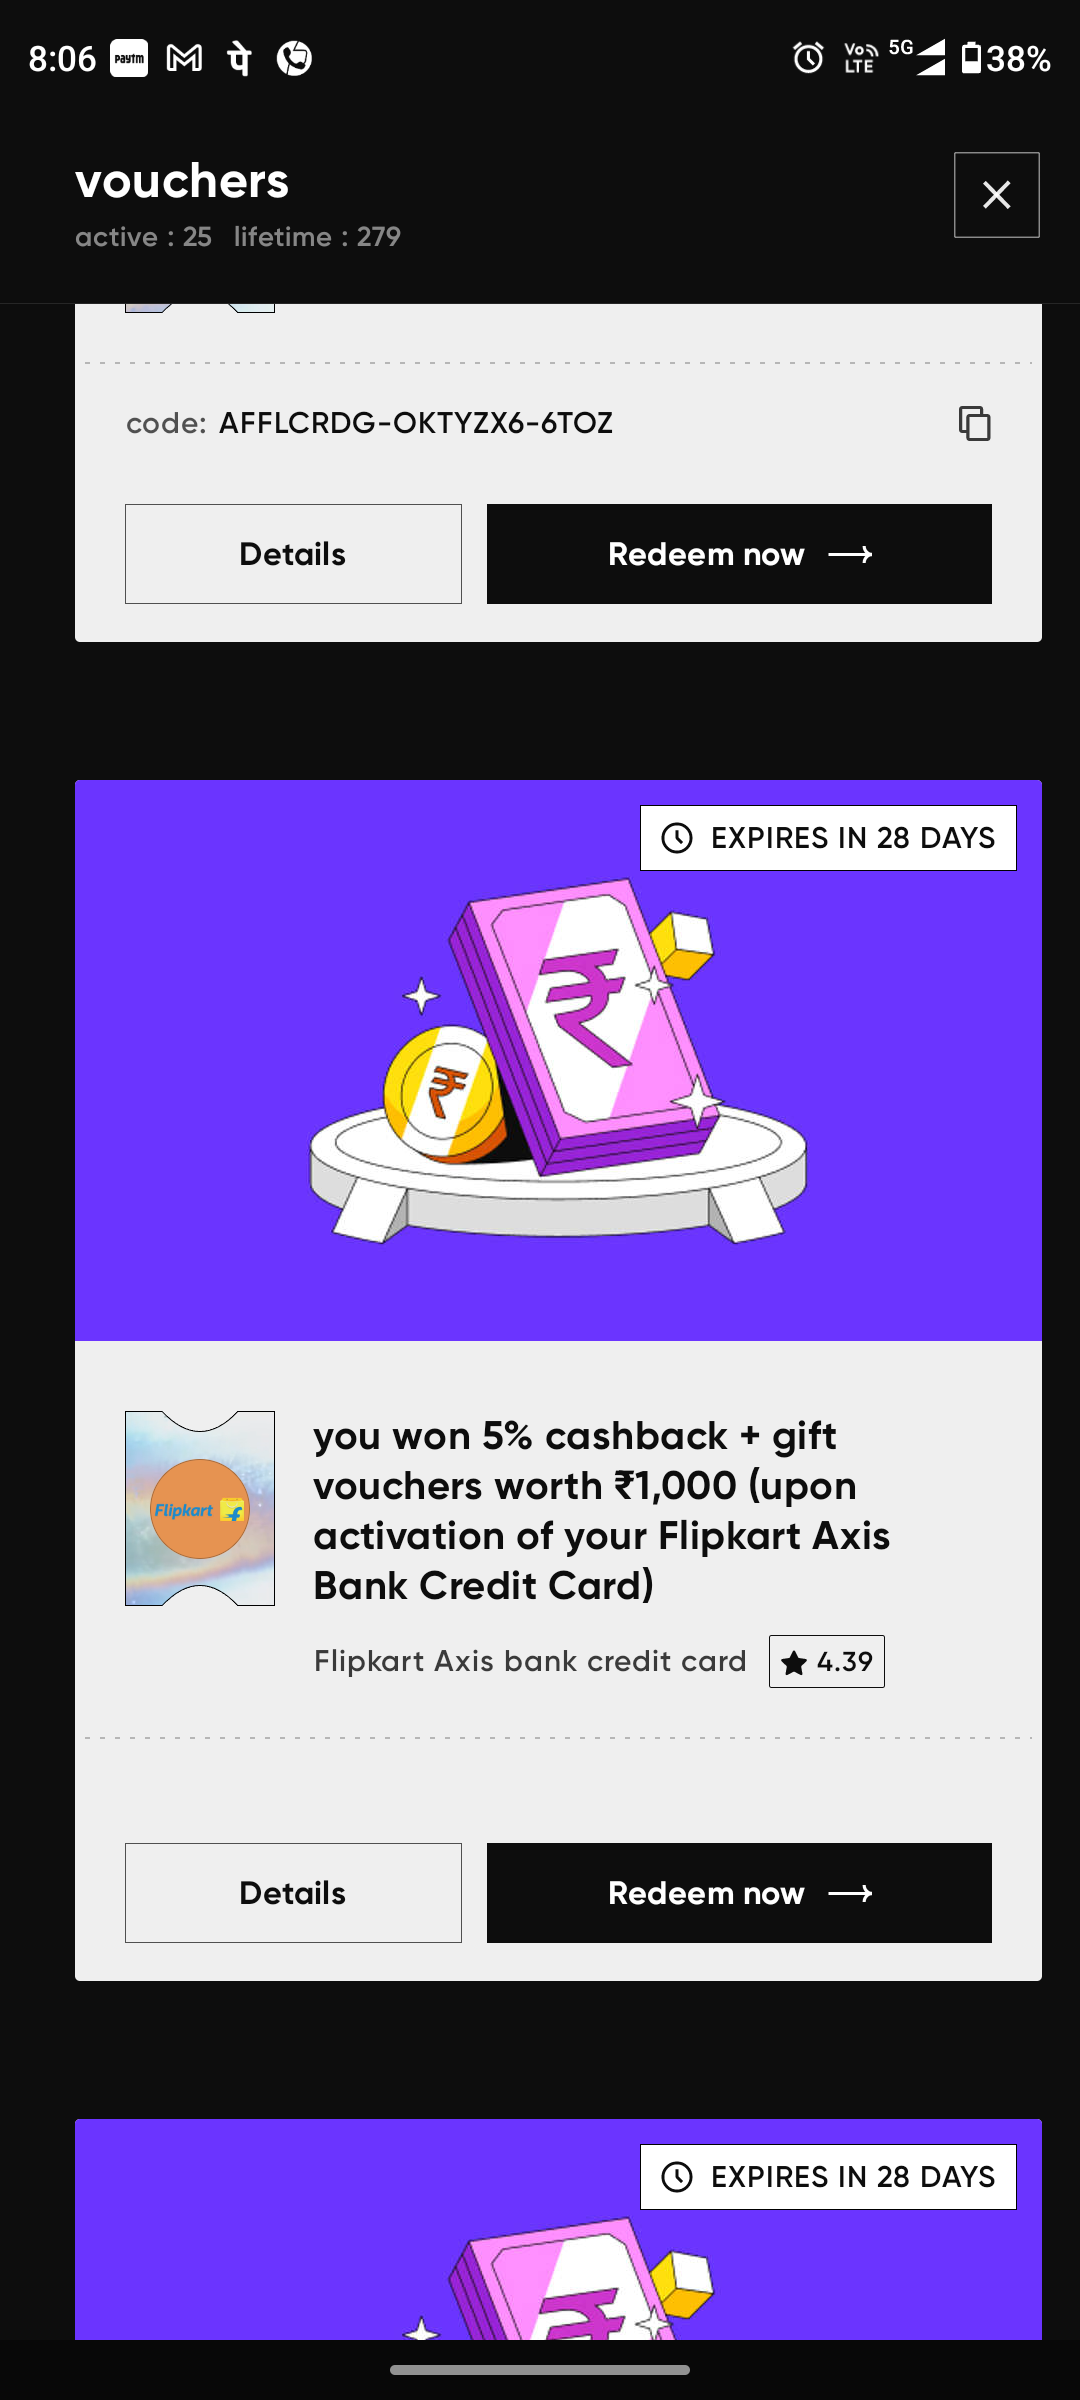 8:06 paytm पे VoLTE 5G 38%
vouchers
active : 25 lifetime : 279
code: AFFLCRDG-OKTYZX6-6TOZ
Details
Redeem now
EXPIRES IN 28 DAYS
₹
₹
Flipkart
you won 5% cashback + gift
vouchers worth ₹1,000 (upon
activation of your Flipkart Axis
Bank Credit Card)
Flipkart Axis bank credit card
4.39
Details
Redeem now
EXPIRES IN 28 DAYS
₹